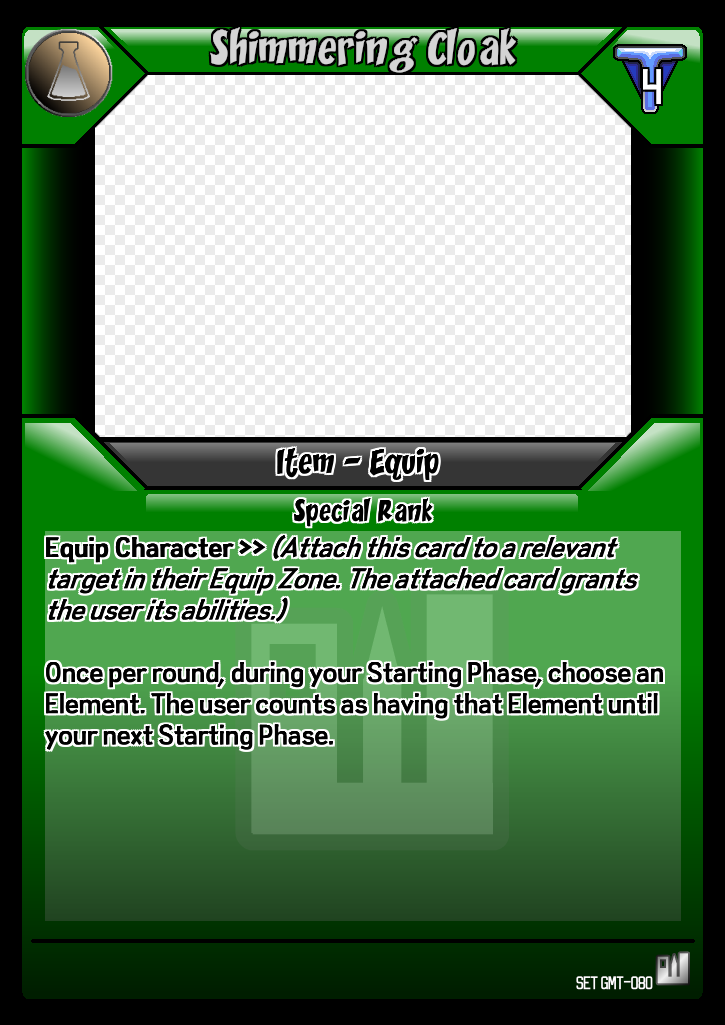 Shimmering Cloak
T
4
Item - Equip
Special Rank
Equip Character >> (Attach this card to a relevant
target in their Equip Zone. The attached card grants
the user its abilities.)
Once per round, during your Starting Phase, choose an
Element. The user counts as having that Element until
your next Starting Phase.
SET GMT-080